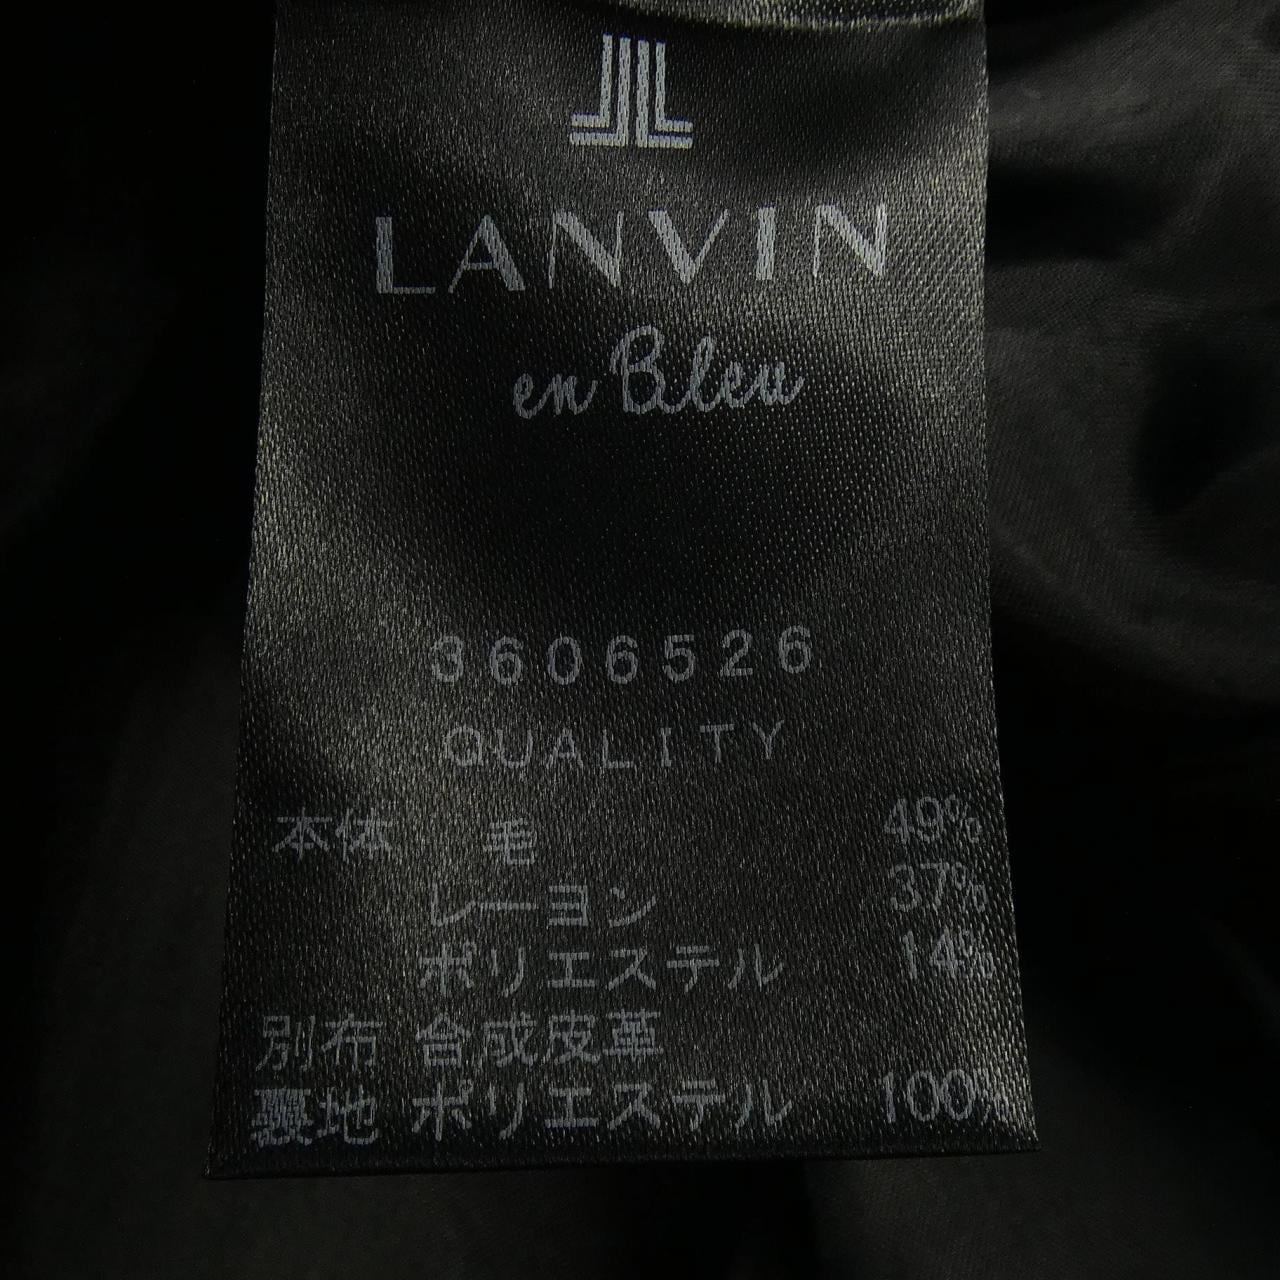 LANVIN
en Bleu
3606526
QUALITY
本体 毛 49%
レーヨン 37%
ポリエステル 14%
別布 合成皮革
裏地 ポリエステル 100%